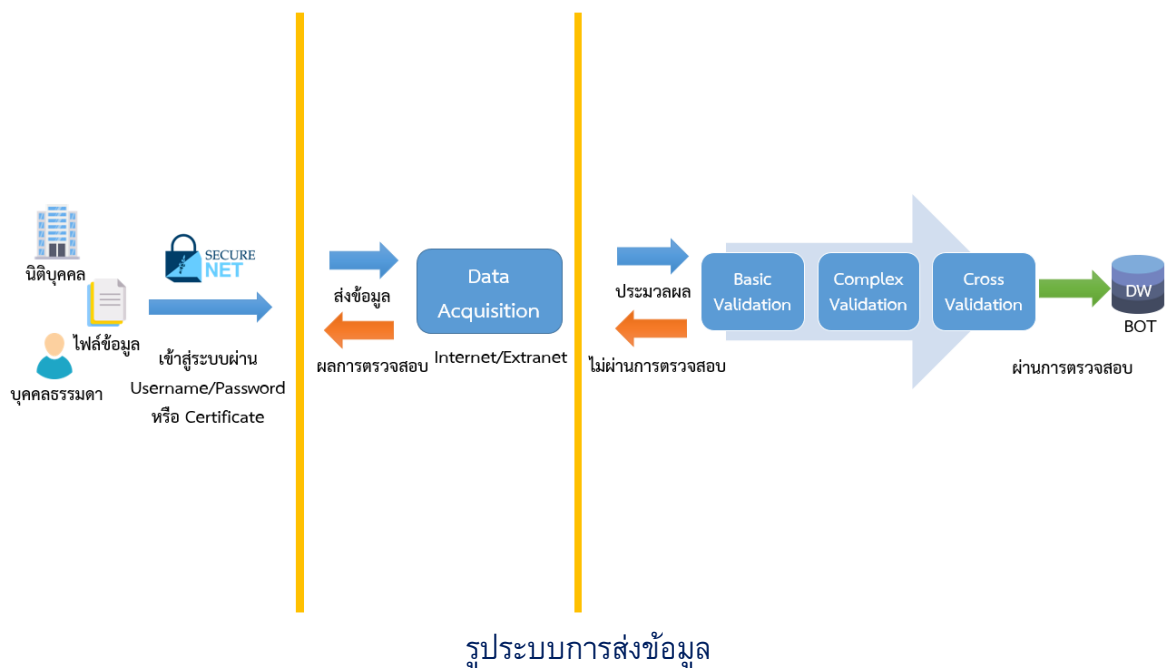 นิติบุคคล
ไฟล์ข้อมูล
บุคคลธรรมดา
SECURE
NET
เข้าสู่ระบบผ่าน
Username/Password
หรือ Certificate
ส่งข้อมูล
ผลการตรวจสอบ
Data
Acquisition
Internet/Extranet
ประมวลผล
ไม่ผ่านการตรวจสอบ
Basic
Validation
Complex
Validation
Cross
Validation
ผ่านการตรวจสอบ
DW
BOT
รูประบบการส่งข้อมูล